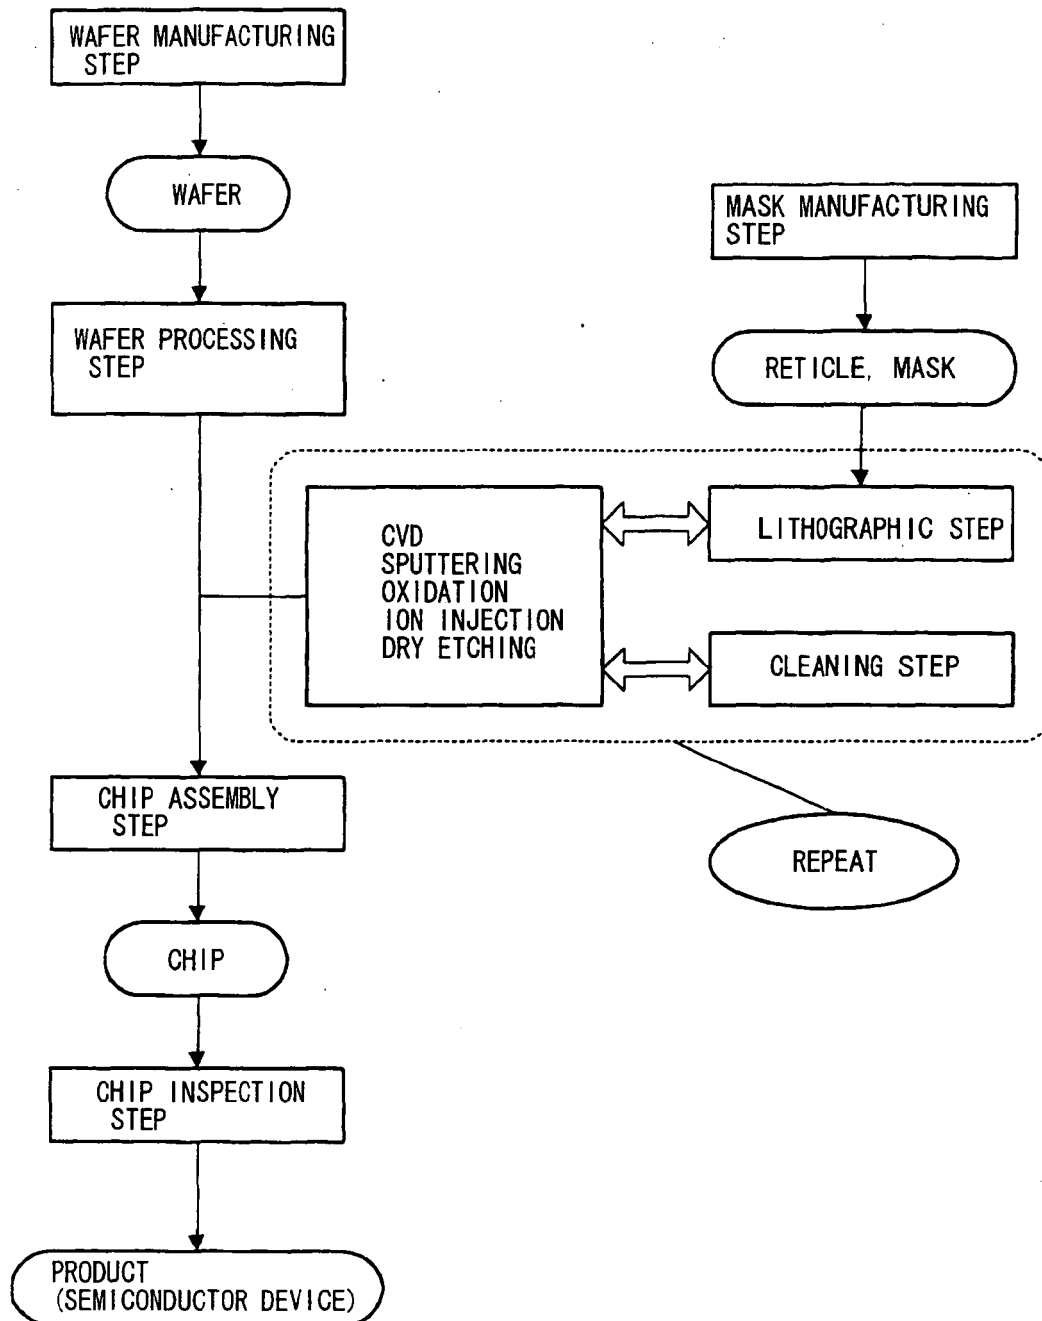 WAFER MANUFACTURING
STEP
WAFER
WAFER PROCESSING
STEP
MASK MANUFACTURING
STEP
RETICLE, MASK
CVD
SPUTTERING
OXIDATION
ION INJECTION
DRY ETCHING
LITHOGRAPHIC STEP
CLEANING STEP
REPEAT
CHIP ASSEMBLY
STEP
CHIP
CHIP INSPECTION
STEP
PRODUCT
(SEMICONDUCTOR DEVICE)